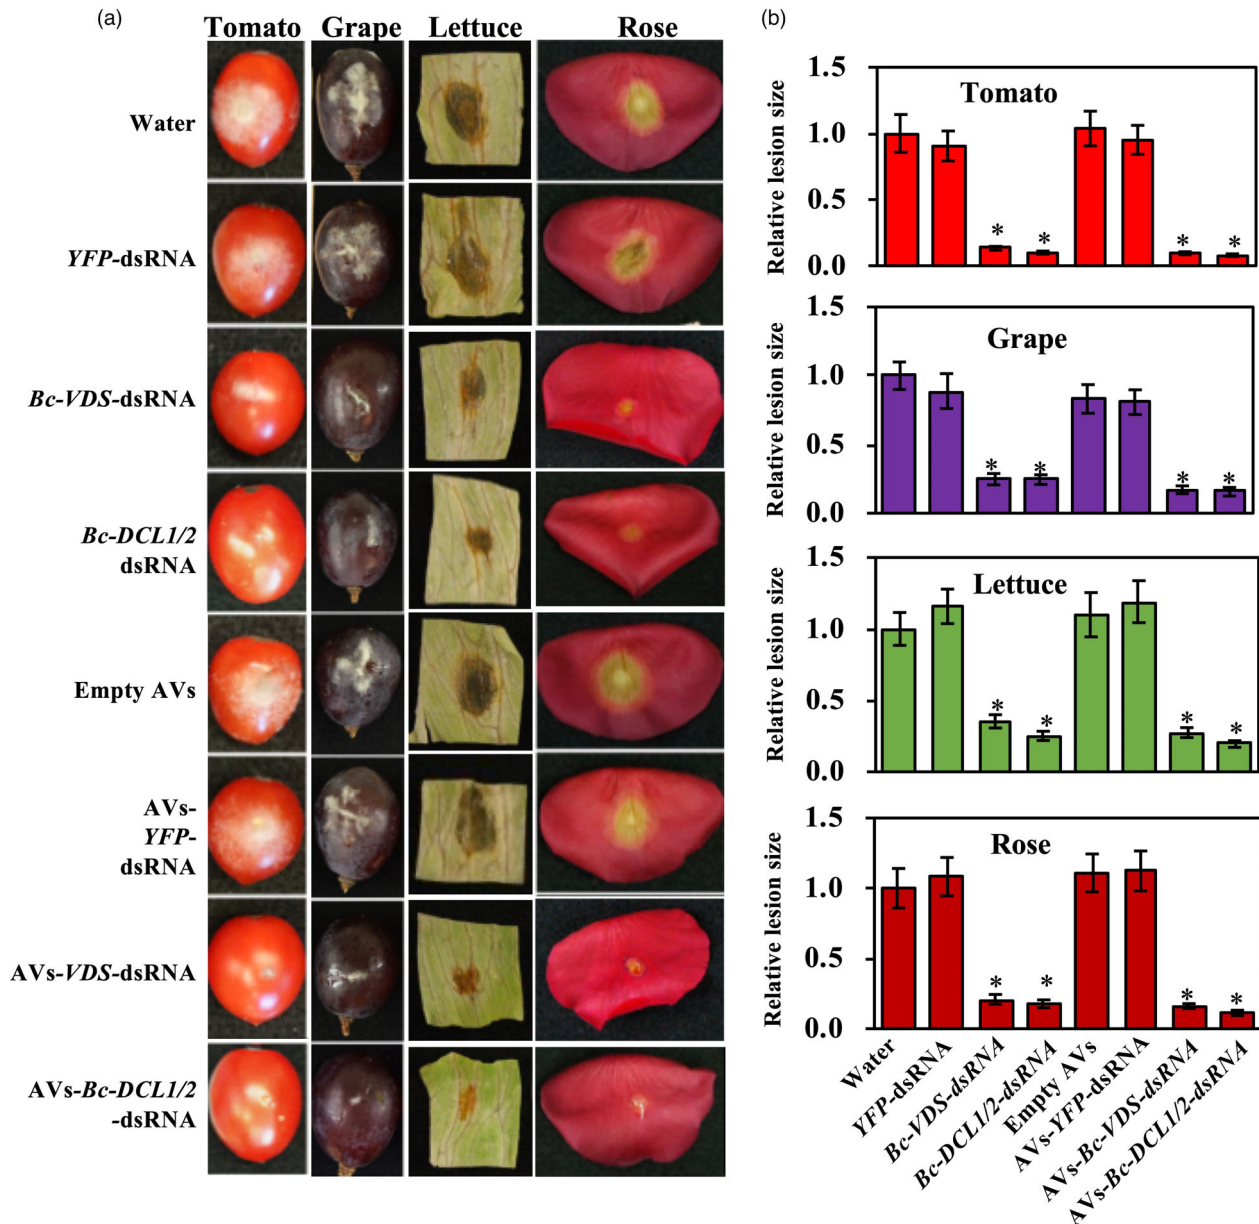 (a)
Tomato Grape Lettuce Rose
Water
YFP-dsRNA
Bc-VDS-dsRNA
Bc-DCL1/2
dsRNA
Empty AVs
AVs-
YFP-
dsRNA
AVs-VDS-dsRNA
AVs-Bc-DCL1/2
-dsRNA
(b)
Relative lesion size
1.5
1.0
0.5
0.0
Tomato
* * * *
Relative lesion size
1.5
1.0
0.5
0.0
Grape
* * * *
Relative lesion size
1.5
1.0
0.5
0.0
Lettuce
* * * *
Relative lesion size
1.5
1.0
0.5
0.0
Rose
* * * *
Water
YFP-dsRNA
Bc-VDS-dsRNA
Bc-DCL1/2-dsRNA
Empty AVs
AVs-YFP-dsRNA
AVs-Bc-VDS-dsRNA
AVs-Bc-DCL1/2-dsRNA